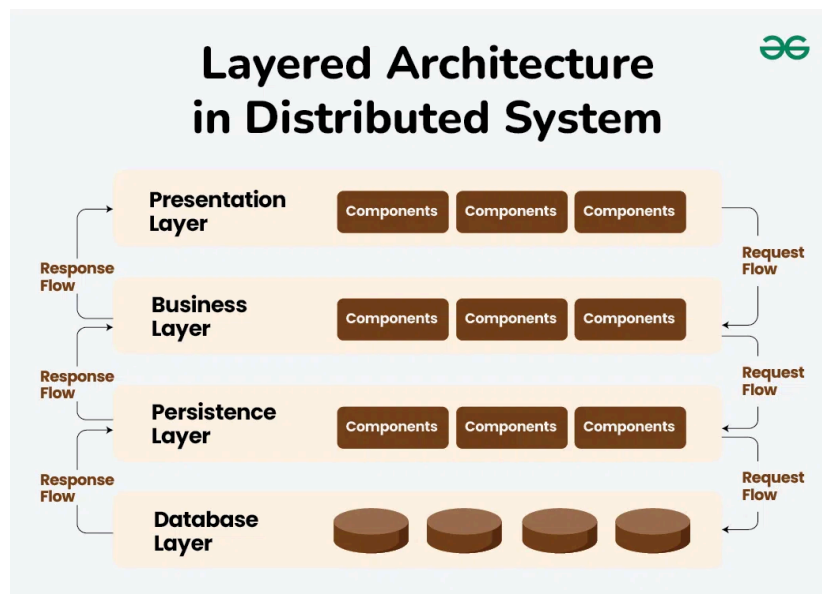 Layered Architecture
in Distributed System
Presentation
Layer
Components
Components
Components
Response
Flow
Request
Flow
Business
Layer
Components
Components
Components
Response
Flow
Request
Flow
Persistence
Layer
Components
Components
Components
Response
Flow
Request
Flow
Database
Layer